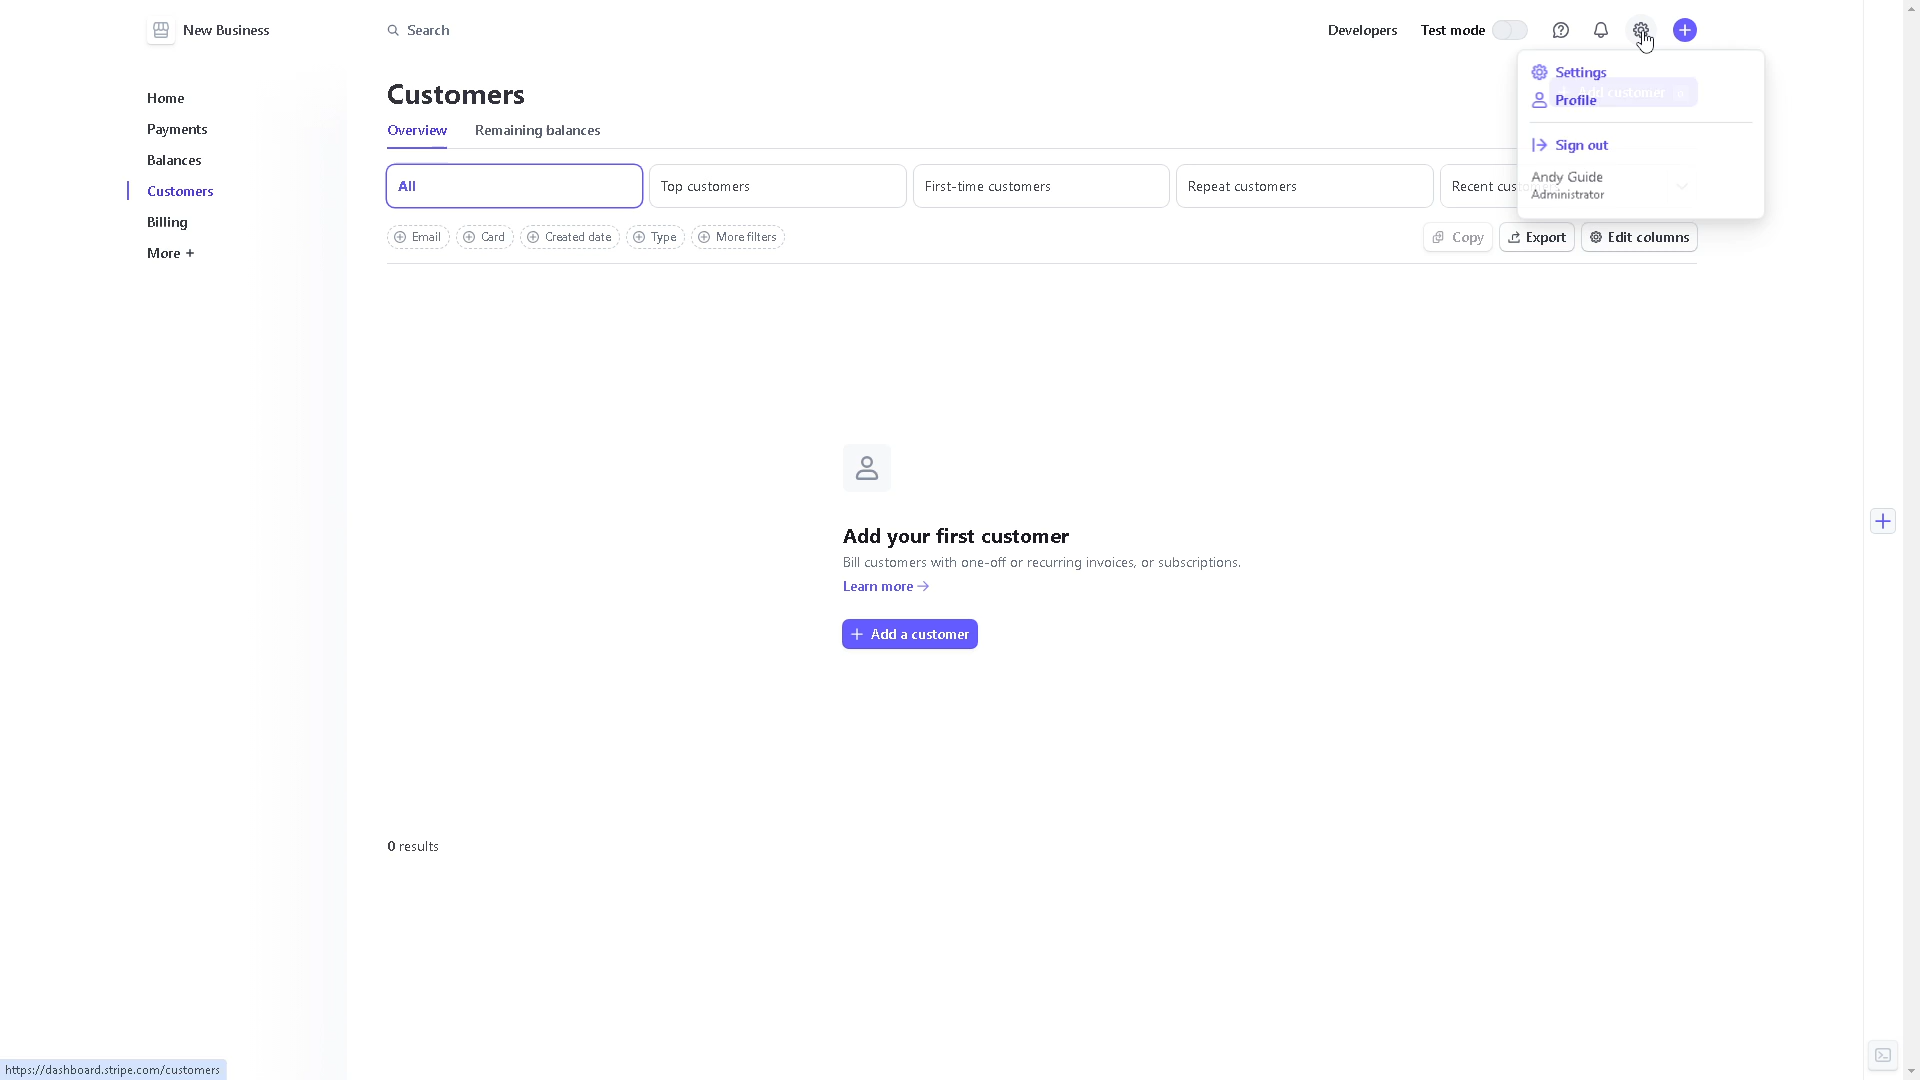 New Business
Search
Developers
Test mode
Home
Payments
Balances
Customers
Billing
More +
Customers
Overview
Remaining balances
Settings
Add customer
Profile
Sign out
Andy Guide
Administrator
All
Top customers
First-time customers
Repeat customers
Recent cus
Email
Card
Created date
Type
More filters
Copy
Export
Edit columns
Add your first customer
Bill customers with one-off or recurring invoices, or subscriptions.
Learn more →
+ Add a customer
0 results
https://dashboard.stripe.com/customers